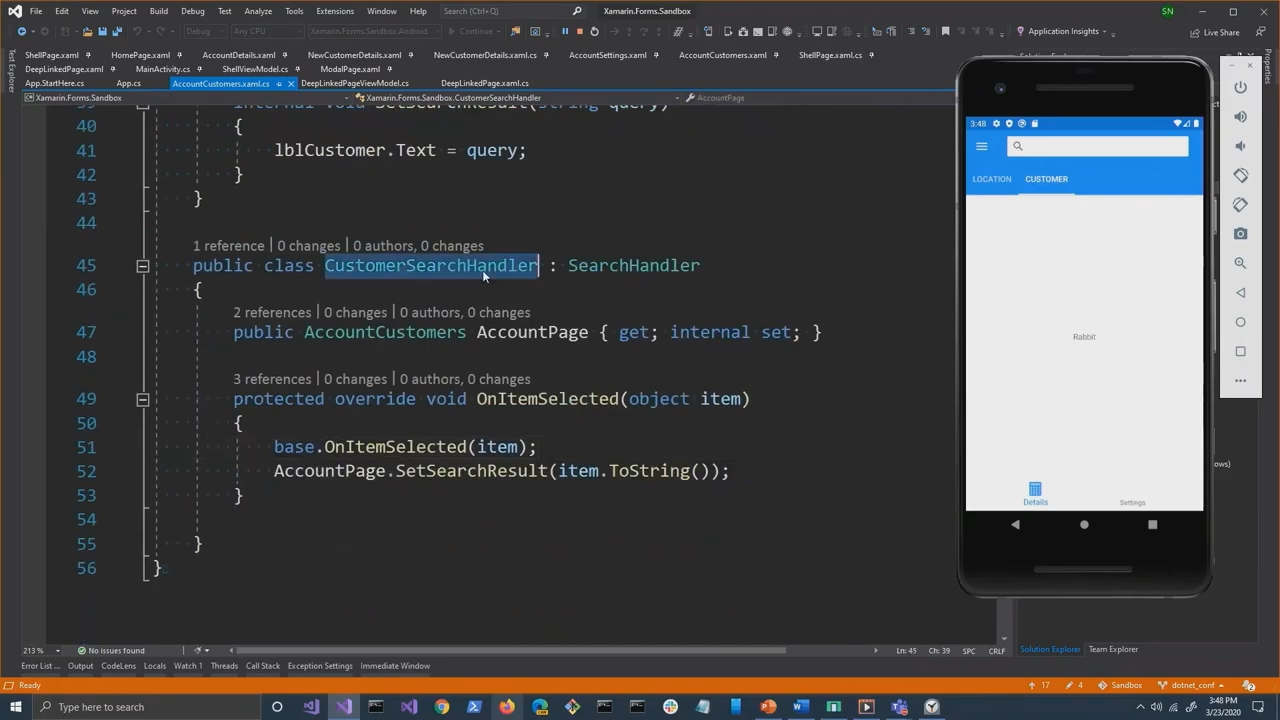 File Edit View Project Build Debug Test Analyze Tools Extensions Window Help Search (Ctrl+Q) Xamarin.Forms.Sandbox SN
Debug Any CPU Xamarin.Forms.Sandbox.Android Continue Application Insights Live Share
Test Explorer
ShellPage.xaml HomePage.xaml AccountDetails.xaml NewCustomerDetails.xaml NewCustomerDetails.xaml.cs AccountSettings.xaml AccountCustomers.xaml ShellPage.xaml.cs
DeepLinkedPage.xaml MainActivity.cs ShellViewModel.cs ModalPage.xaml
App.StartHere.cs App.cs AccountCustomers.xaml.cs DeepLinkedPageViewModel.cs DeepLinkedPage.xaml.cs
Properties
Xamarin.Forms.Sandbox Xamarin.Forms.Sandbox.CustomerSearchHandler AccountPage
39 internal void SetSearchResult(string query)
40 {
41 lblCustomer.Text = query;
42 }
43 }
44
1 reference | 0 changes | 0 authors, 0 changes
45 public class CustomerSearchHandler : SearchHandler
46 {
2 references | 0 changes | 0 authors, 0 changes
47 public AccountCustomers AccountPage { get; internal set; }
48
3 references | 0 changes | 0 authors, 0 changes
49 protected override void OnItemSelected(object item)
50 {
51 base.OnItemSelected(item);
52 AccountPage.SetSearchResult(item.ToString());
53 }
54
55 }
56 }
3:48
LOCATION CUSTOMER
Rabbit
Details Settings
ows)
213 % No issues found Ln: 45 Ch: 39 SPC CRLF
Solution Explorer Team Explorer
Error List ... Output CodeLens Locals Watch 1 Threads Call Stack Exception Settings Immediate Window
Ready 17 4 Sandbox dotnet_conf 2
Type here to search
3:48 PM
3/23/2020
2